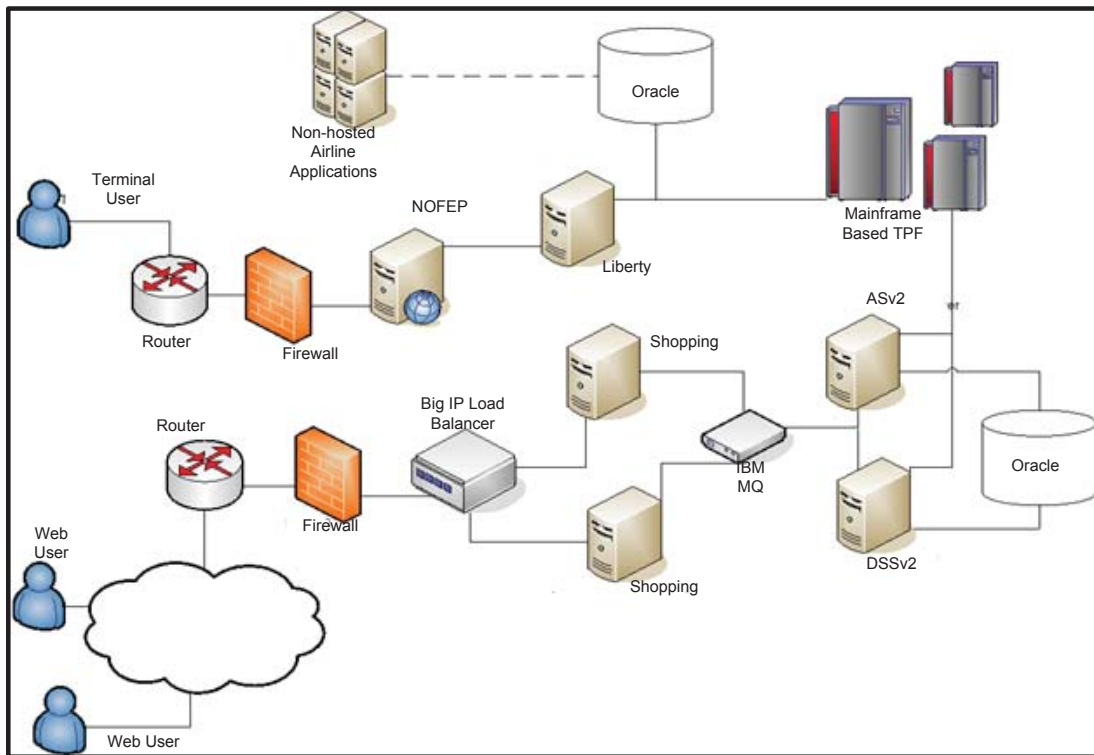 Oracle
Non-hosted
Airline
Applications
Terminal
User
NOFEP
Mainframe
Based TPF
Liberty
ASv2
Router
Firewall
Shopping
Big IP Load
Balancer
Router
IBM
MQ
Oracle
Firewall
Web
User
DSSv2
Shopping
Web User